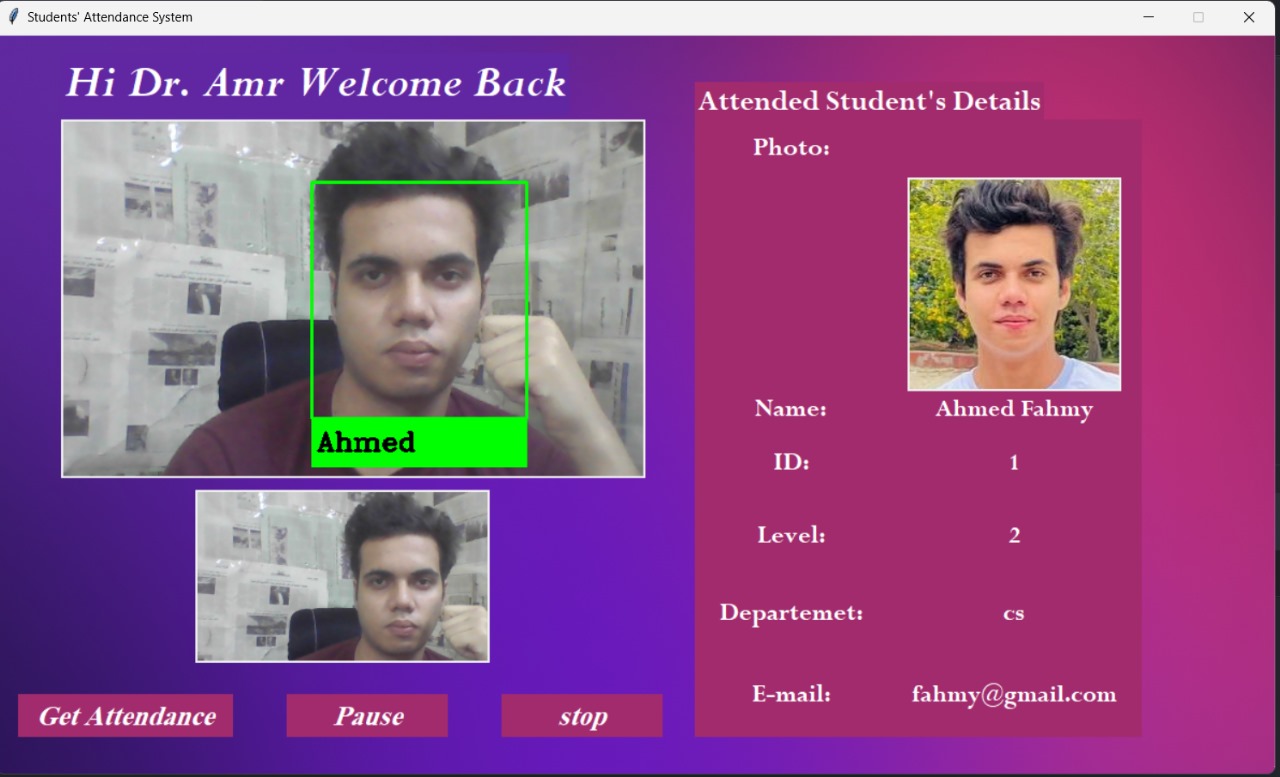 Students' Attendance System
Hi Dr. Amr Welcome Back
Ahmed
Get Attendance
Pause
stop
Attended Student's Details
Photo:
Name: Ahmed Fahmy
ID: 1
Level: 2
Departemet: cs
E-mail: fahmy@gmail.com